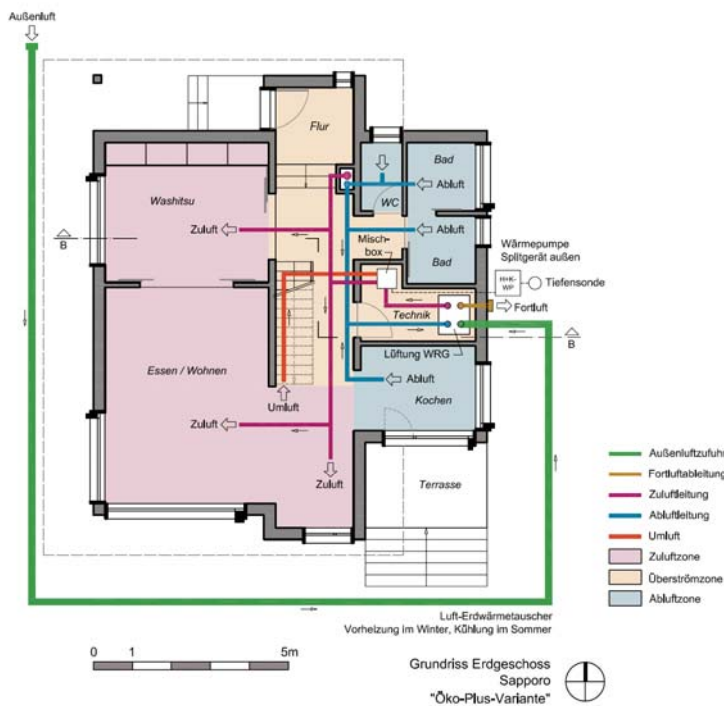 Außenluft
Flur
Bad
Washitsu
WC
Abluft
Zuluft
Abluft
Misch-
box
Bad
B
Wärmepumpe
Splitgerät außen
H+K-
WP
Tiefensonde
Fortluft
Technik
B
Essen / Wohnen
Lüftung WRG
Umluft
Abluft
Kochen
Zuluft
Zuluft
Terrasse
Außenluftzufuhr
Fortluftableitung
Zuluftleitung
Abluftleitung
Umluft
Zuluftzone
Überströmzone
Abluftzone
Luft-Erdwärmetauscher
Vorheizung im Winter, Kühlung im Sommer
0 1 5m
Grundriss Erdgeschoss
Sapporo
"Öko-Plus-Variante"